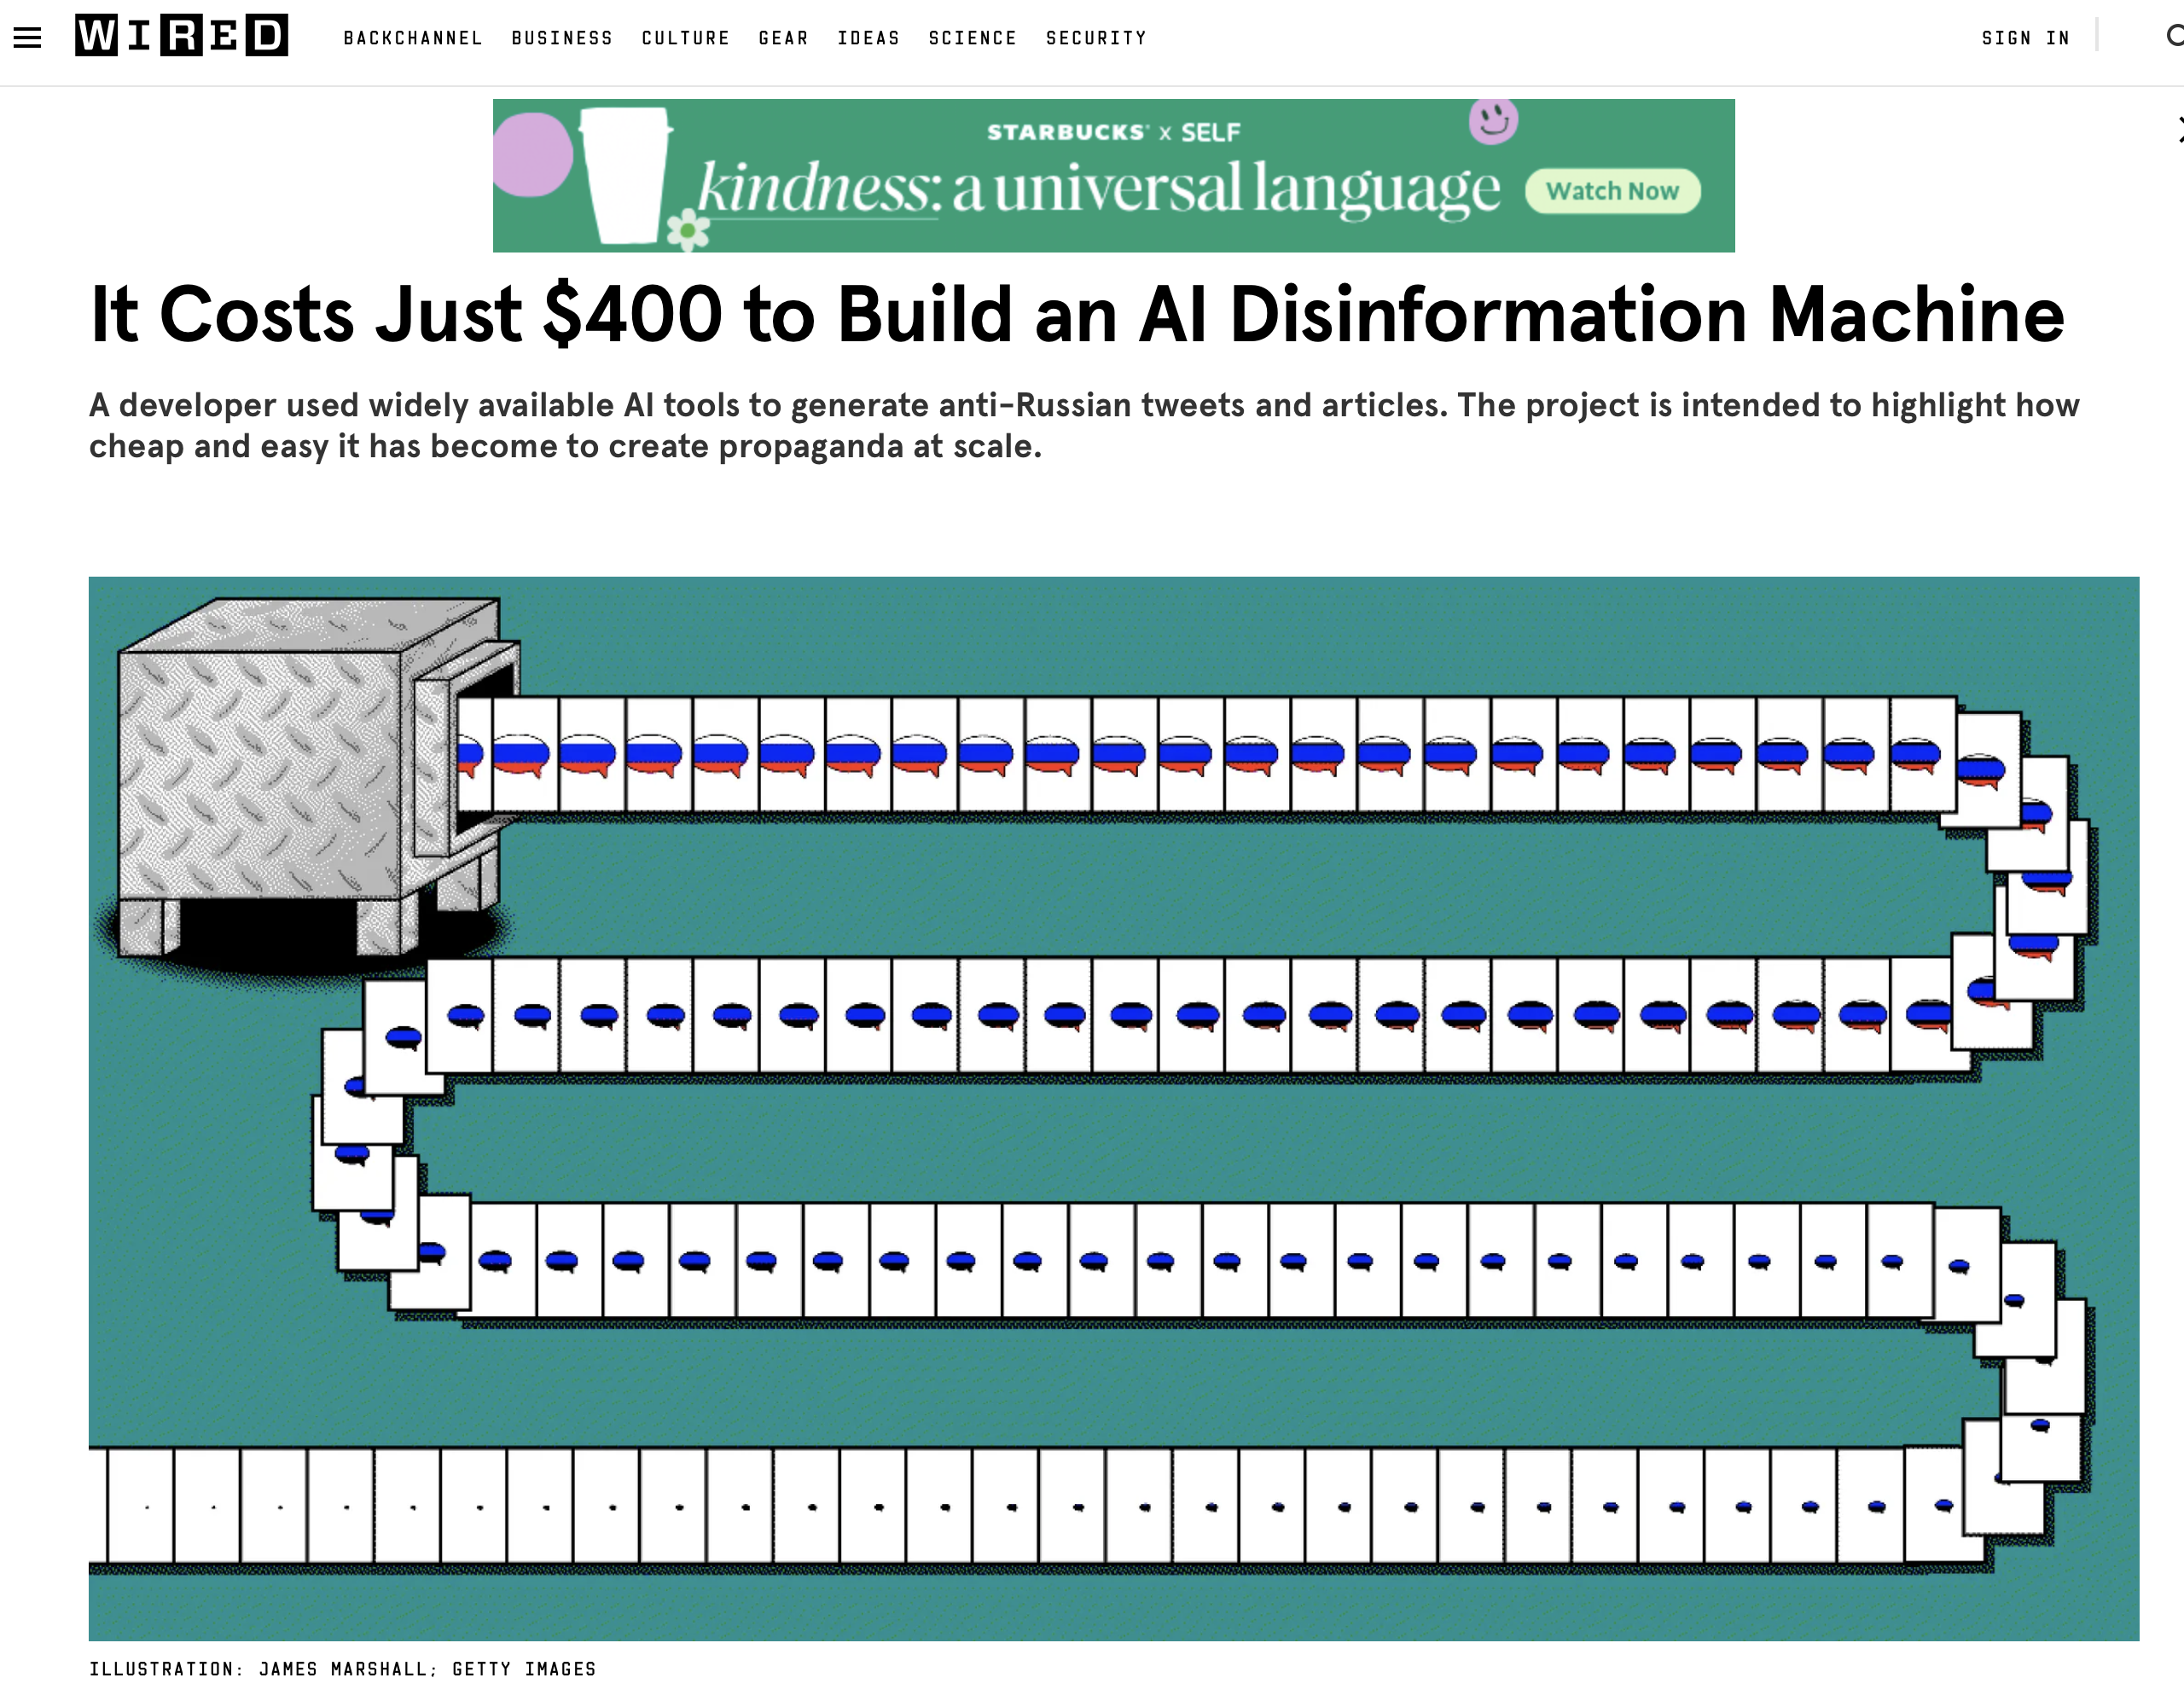 WIRED
BACKCHANNEL BUSINESS CULTURE GEAR IDEAS SCIENCE SECURITY
SIGN IN
STARBUCKS® x SELF
kindness: a universal language
Watch Now
It Costs Just $400 to Build an AI Disinformation Machine
A developer used widely available AI tools to generate anti-Russian tweets and articles. The project is intended to highlight how
cheap and easy it has become to create propaganda at scale.
ILLUSTRATION: JAMES MARSHALL; GETTY IMAGES